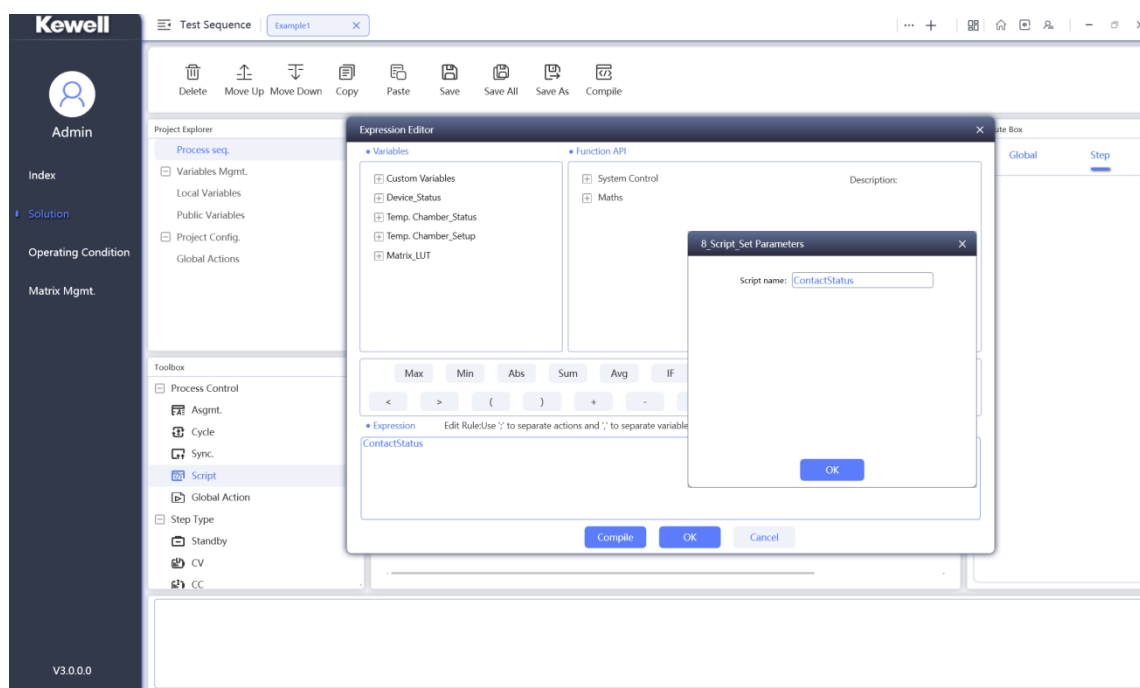 Kewell
Test Sequence
Example1
Admin
Index
Solution
Operating Condition
Matrix Mgmt.
V3.0.0.0
Delete
Move Up
Move Down
Copy
Paste
Save
Save All
Save As
Compile
Project Explorer
Process seq.
Variables Mgmt.
Local Variables
Public Variables
Project Config.
Global Actions
Toolbox
Process Control
Asgmt.
Cycle
Sync.
Script
Global Action
Step Type
Standby
CV
CC
Expression Editor
Variables
Custom Variables
Device_Status
Temp. Chamber_Status
Temp. Chamber_Setup
Matrix_LUT
Function API
System Control
Maths
Description:
Max Min Abs Sum Avg IF
< > ( ) + -
Expression
Edit Rule:Use ';' to separate actions and ',' to separate variable
ContactStatus
Compile
OK
Cancel
8_Script_Set Parameters
Script name: ContactStatus
OK
ute Box
Global
Step